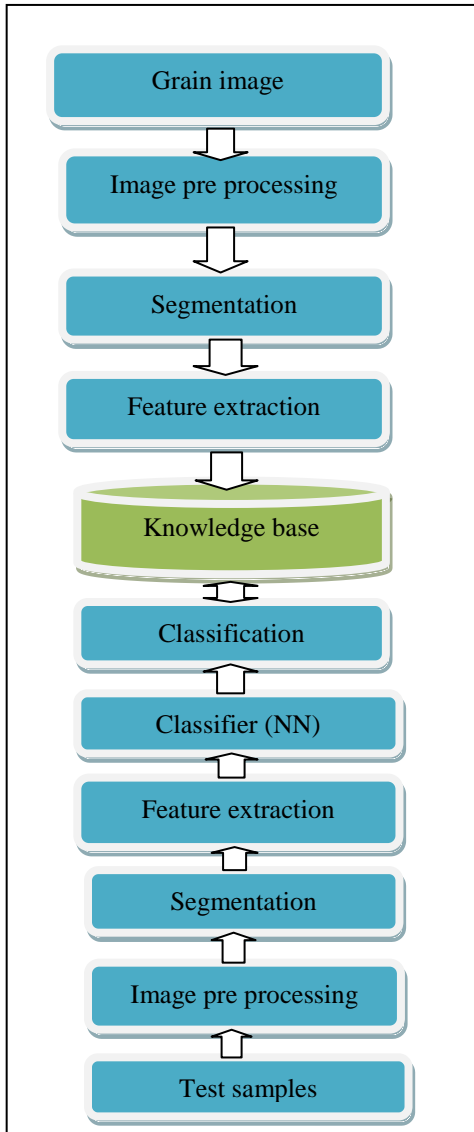 Grain image
Image pre processing
Segmentation
Feature extraction
Knowledge base
Classification
Classifier (NN)
Feature extraction
Segmentation
Image pre processing
Test samples